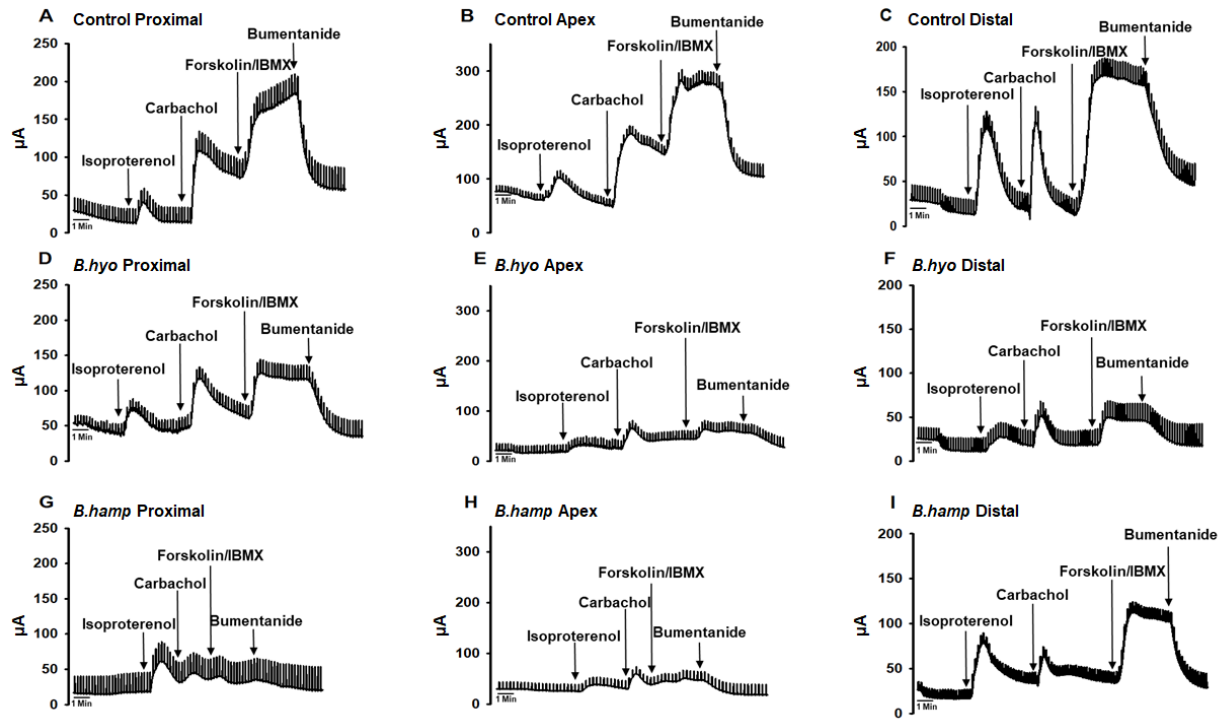 A Control Proximal
250
200
150
100
50
0
µA
Isoproterenol
Carbachol
Forskolin/IBMX
Bumentanide
1 Min
B Control Apex
300
200
100
0
µA
Isoproterenol
Carbachol
Forskolin/IBMX
Bumentanide
1 Min
C Control Distal
200
150
100
50
0
µA
Isoproterenol
Carbachol
Forskolin/IBMX
Bumentanide
1 Min
D B.hyo Proximal
250
200
150
100
50
0
µA
Isoproterenol
Carbachol
Forskolin/IBMX
Bumentanide
1 Min
E B.hyo Apex
300
200
100
0
µA
Isoproterenol
Carbachol
Forskolin/IBMX
Bumentanide
1 Min
F B.hyo Distal
200
150
100
50
0
µA
Isoproterenol
Carbachol
Forskolin/IBMX
Bumentanide
1 Min
G B.hamp Proximal
250
200
150
100
50
0
µA
Isoproterenol
Carbachol
Forskolin/IBMX
Bumentanide
1 Min
H B.hamp Apex
300
200
100
0
µA
Isoproterenol
Carbachol
Forskolin/IBMX
Bumentanide
1 Min
I B.hamp Distal
200
150
100
50
0
µA
Isoproterenol
Carbachol
Forskolin/IBMX
Bumentanide
1 Min